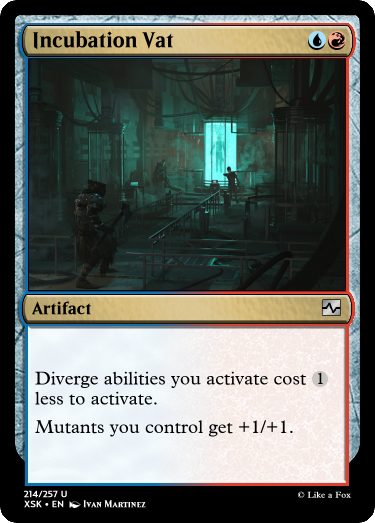 Incubation Vat
Artifact
Diverge abilities you activate cost 1
less to activate.
Mutants you control get +1/+1.
214/257 U
XSK • EN Ivan Martinez
© Like a Fox